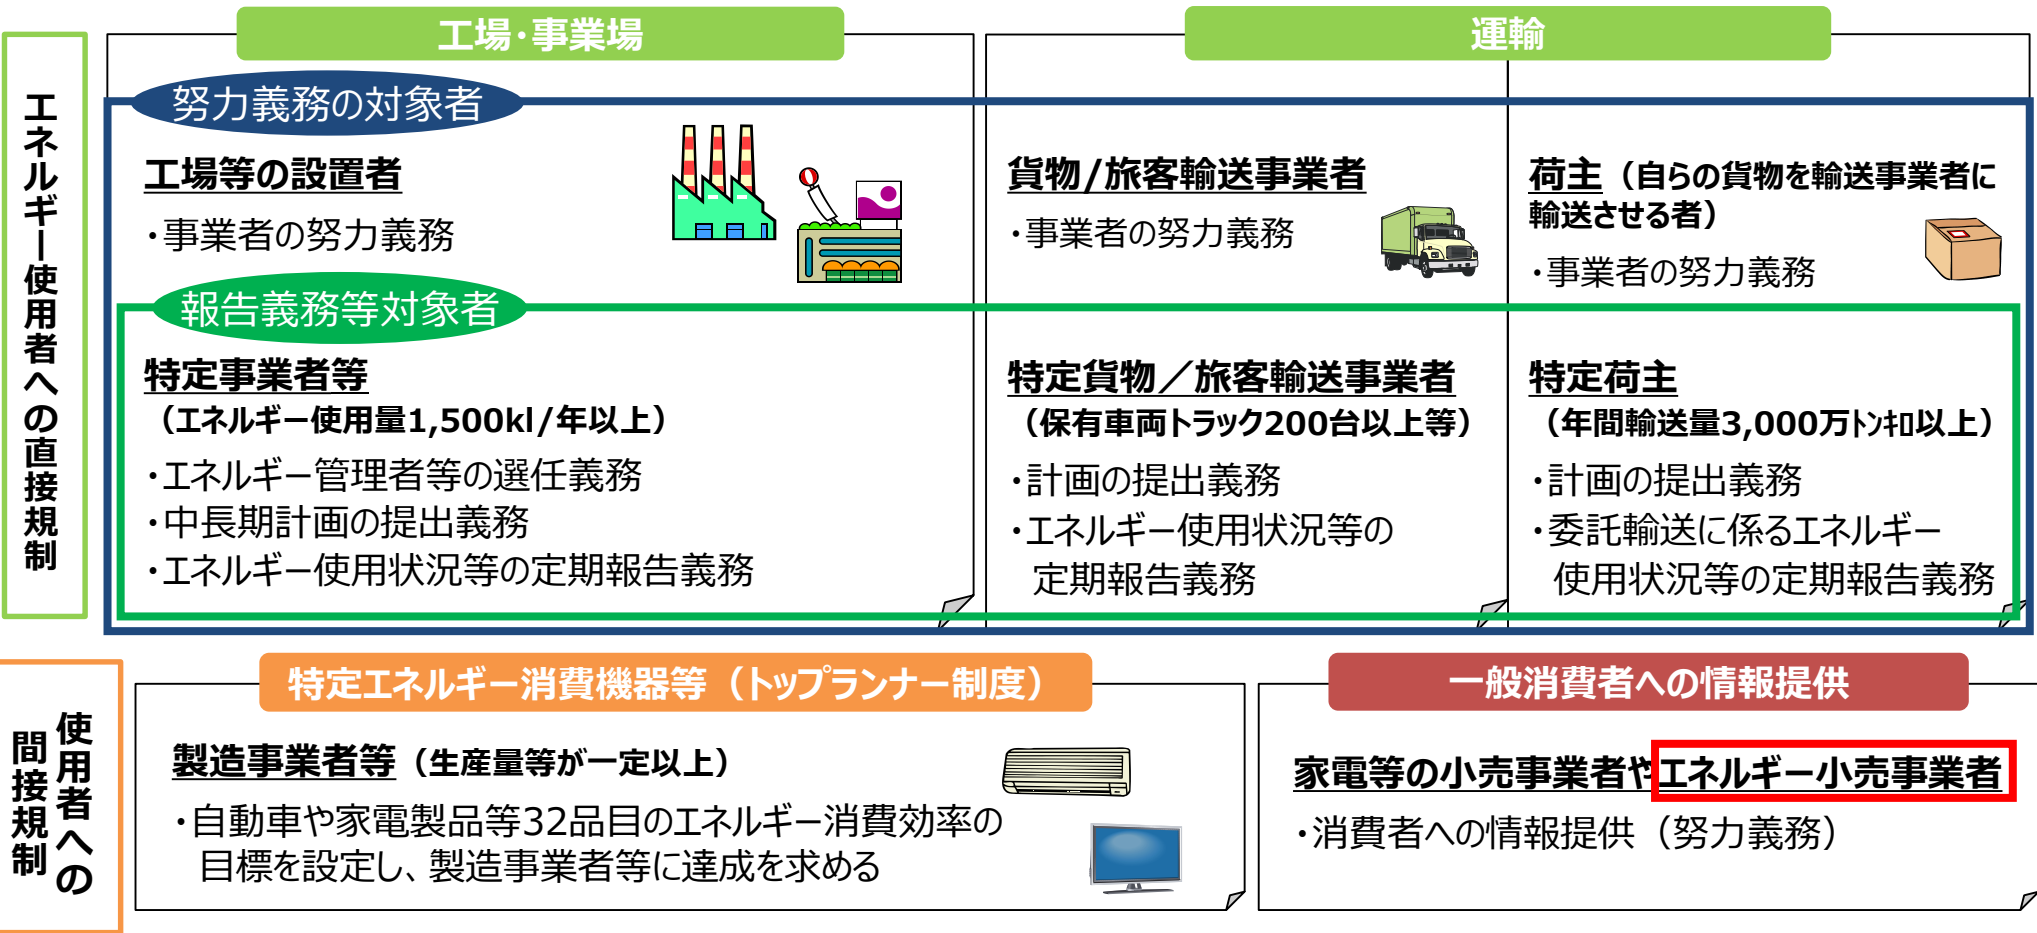 工場・事業場
運輸
エネルギー使用者への直接規制
努力義務の対象者
工場等の設置者
・事業者の努力義務
貨物/旅客輸送事業者
・事業者の努力義務
荷主（自らの貨物を輸送事業者に
輸送させる者）
・事業者の努力義務
報告義務等対象者
特定事業者等
（エネルギー使用量1,500kl/年以上）
・エネルギー管理者等の選任義務
・中長期計画の提出義務
・エネルギー使用状況等の定期報告義務
特定貨物／旅客輸送事業者
（保有車両トラック200台以上等）
・計画の提出義務
・エネルギー使用状況等の
定期報告義務
特定荷主
（年間輸送量3,000万ﾄﾝｷﾛ以上）
・計画の提出義務
・委託輸送に係るエネルギー
使用状況等の定期報告義務
使用者への
間接規制
特定エネルギー消費機器等（トップランナー制度）
製造事業者等（生産量等が一定以上）
・自動車や家電製品等32品目のエネルギー消費効率の
目標を設定し、製造事業者等に達成を求める
一般消費者への情報提供
家電等の小売事業者やエネルギー小売事業者
・消費者への情報提供（努力義務）